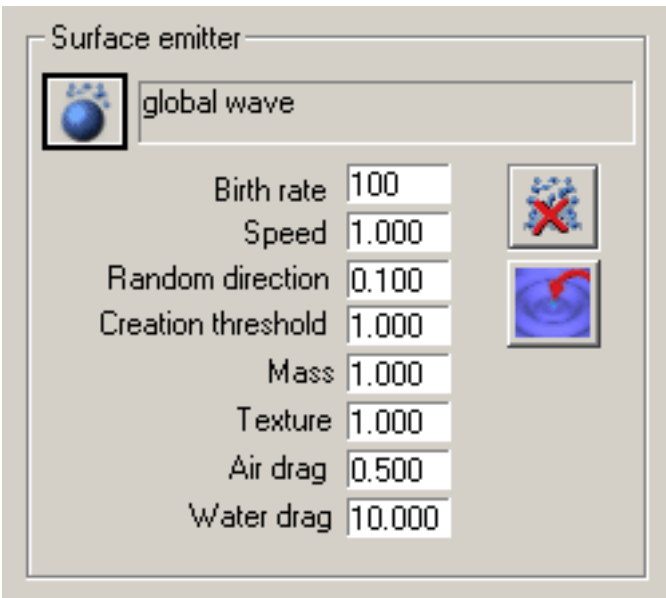 Surface emitter
global wave
Birth rate 100
Speed 1.000
Random direction 0.100
Creation threshold 1.000
Mass 1.000
Texture 1.000
Air drag 0.500
Water drag 10.000